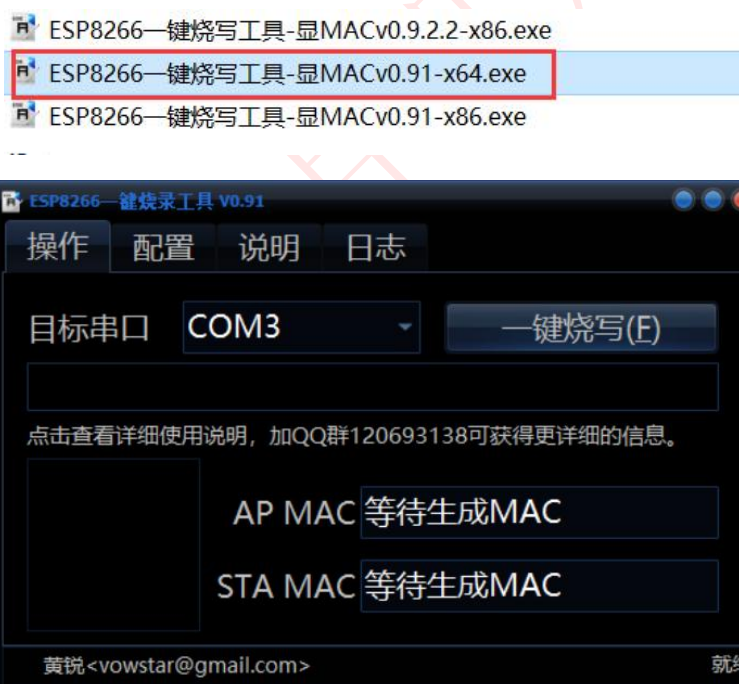 ESP8266一键烧写工具-显MACv0.9.2.2-x86.exe
ESP8266一键烧写工具-显MACv0.91-x64.exe
ESP8266一键烧写工具-显MACv0.91-x86.exe
ESP8266一键烧录工具 V0.91
操作 配置 说明 日志
目标串口 COM3 一键烧写(F)
点击查看详细使用说明，加QQ群120693138可获得更详细的信息。
AP MAC 等待生成MAC
STA MAC 等待生成MAC
黄锐<vowstar@gmail.com> 就